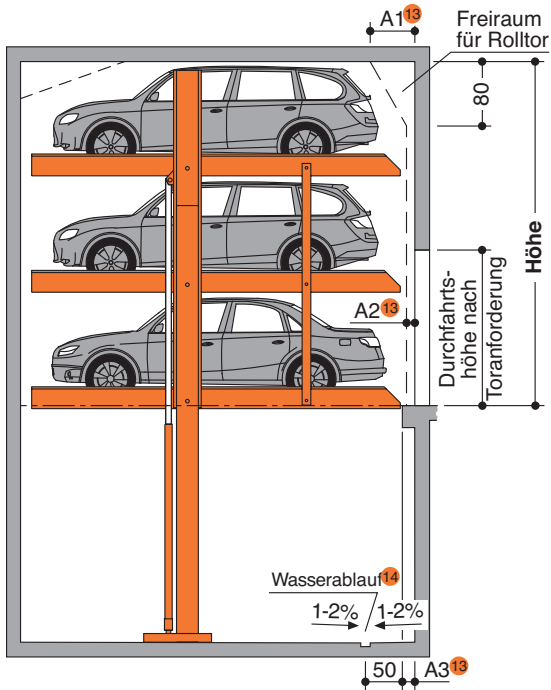 A1 13
Freiraum
für Rolltor
80
Höhe
A2 13
Durchfahrts-
höhe nach
Toranforderung
Wasserablauf 14
1-2% 1-2%
50 A3 13